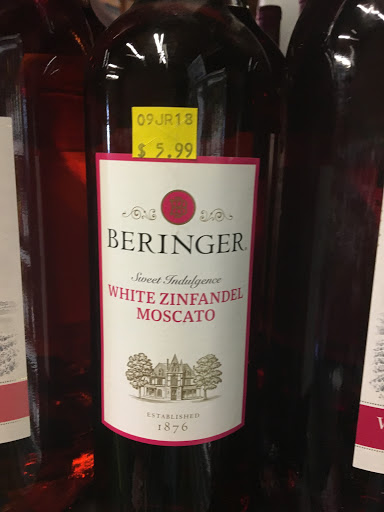 09JR18
$ 5.99
BERINGER
Sweet Indulgence
WHITE ZINFANDEL
MOSCATO
ESTABLISHED
1876